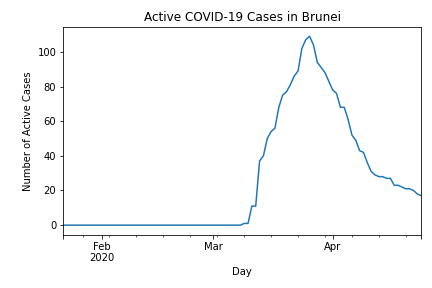 Active COVID-19 Cases in Brunei
Number of Active Cases
100
80
60
40
20
0
Feb
2020
Mar
Apr
Day